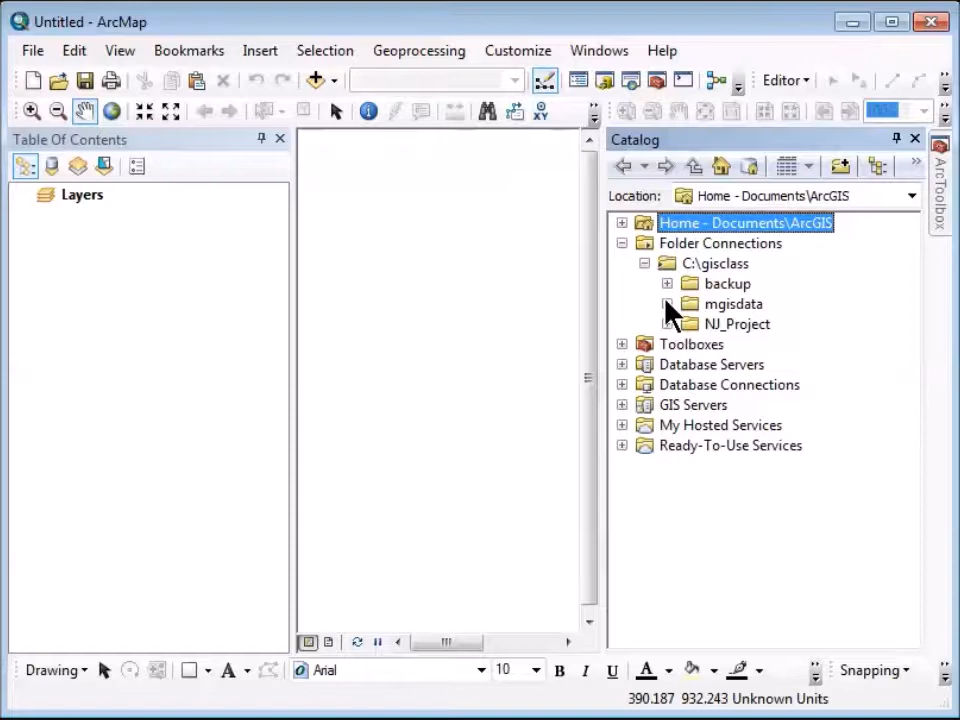 Untitled - ArcMap
File Edit View Bookmarks Insert Selection Geoprocessing Customize Windows Help
Editor
XY
Table Of Contents
Catalog
Layers
Location: Home - Documents\ArcGIS
ArcToolbox
Home - Documents\ArcGIS
Folder Connections
C:\gisclass
backup
mgisdata
NJ_Project
Toolboxes
Database Servers
Database Connections
GIS Servers
My Hosted Services
Ready-To-Use Services
Drawing A Arial 10 B I U A Snapping
390.187 932.243 Unknown Units